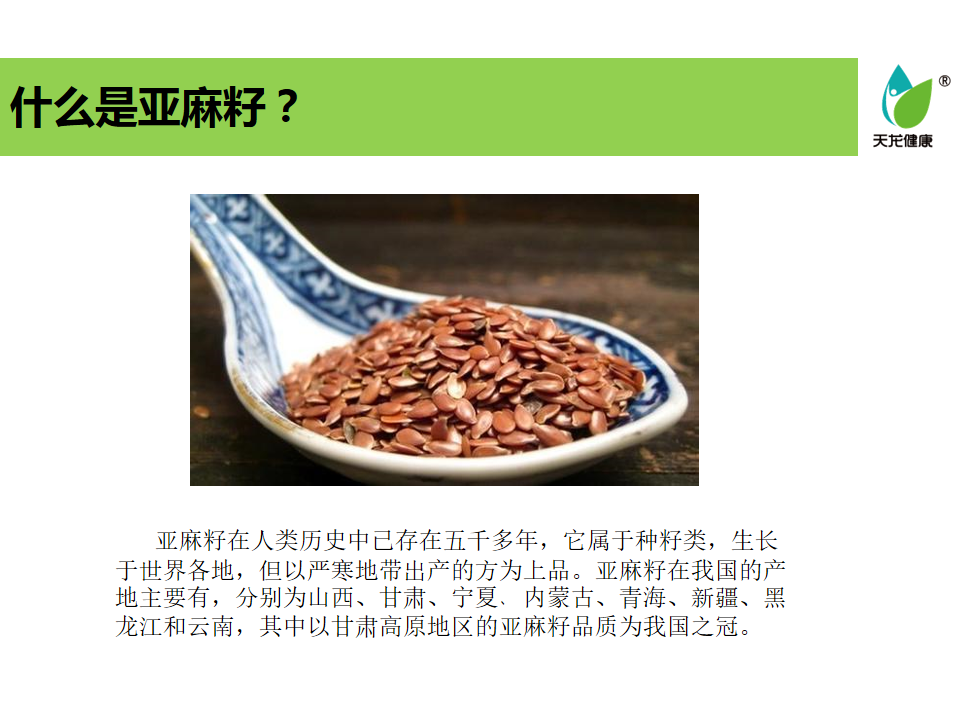 什么是亚麻籽？
®
天龙健康
亚麻籽在人类历史中已存在五千多年，它属于种籽类，生长
于世界各地，但以严寒地带出产的方为上品。亚麻籽在我国的产
地主要有，分别为山西、甘肃、宁夏、内蒙古、青海、新疆、黑
龙江和云南，其中以甘肃高原地区的亚麻籽品质为我国之冠。